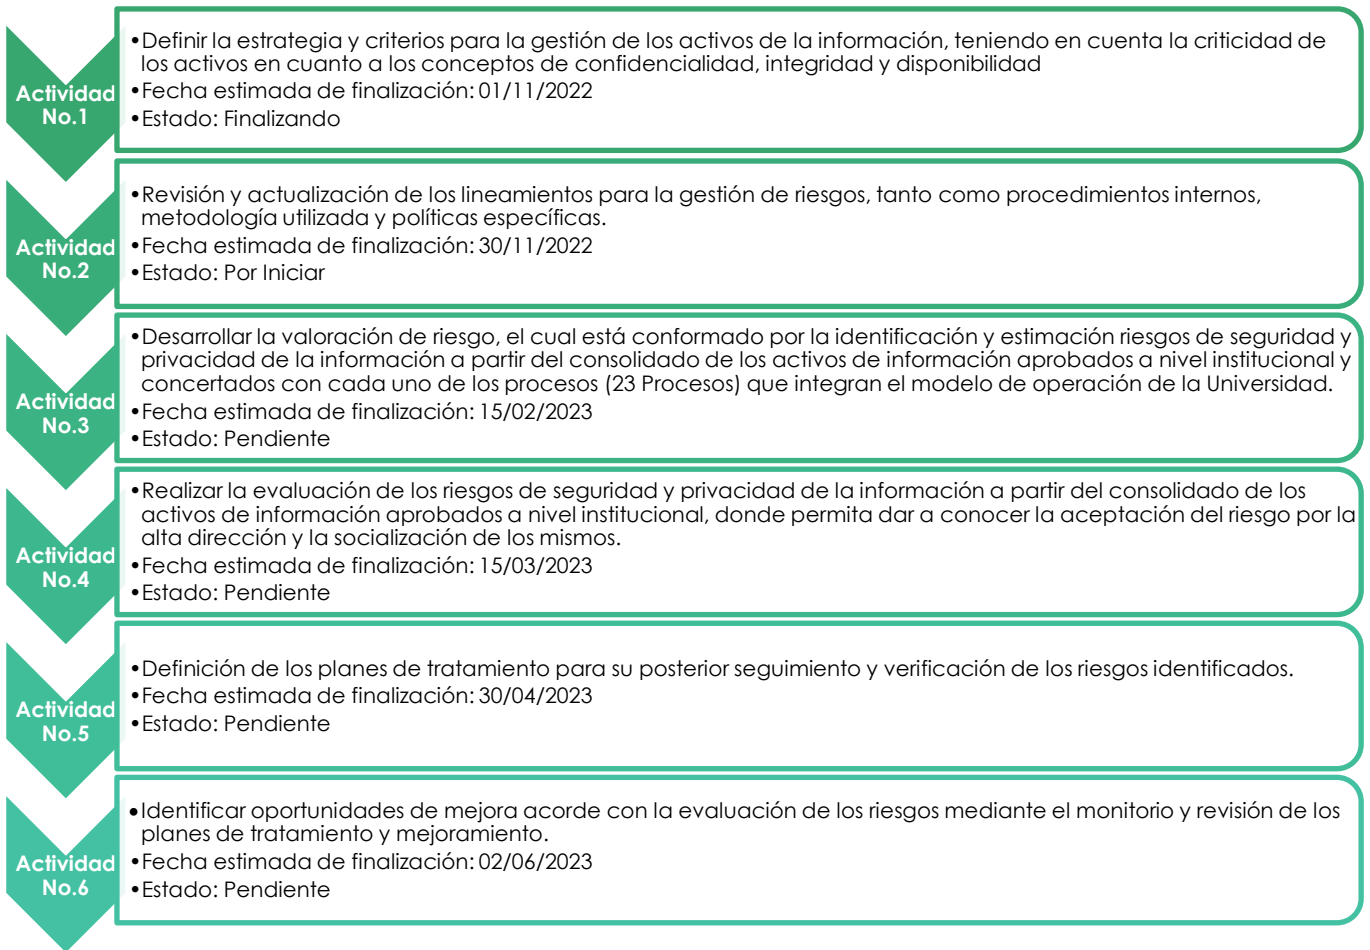 Actividad
No.1
•Definir la estrategia y criterios para la gestión de los activos de la información, teniendo en cuenta la criticidad de
los activos en cuanto a los conceptos de confidencialidad, integridad y disponibilidad
•Fecha estimada de finalización: 01/11/2022
•Estado: Finalizando
Actividad
No.2
•Revisión y actualización de los lineamientos para la gestión de riesgos, tanto como procedimientos internos,
metodología utilizada y políticas específicas.
•Fecha estimada de finalización: 30/11/2022
•Estado: Por Iniciar
Actividad
No.3
•Desarrollar la valoración de riesgo, el cual está conformado por la identificación y estimación riesgos de seguridad y
privacidad de la información a partir del consolidado de los activos de información aprobados a nivel institucional y
concertados con cada uno de los procesos (23 Procesos) que integran el modelo de operación de la Universidad.
•Fecha estimada de finalización: 15/02/2023
•Estado: Pendiente
Actividad
No.4
•Realizar la evaluación de los riesgos de seguridad y privacidad de la información a partir del consolidado de los
activos de información aprobados a nivel institucional, donde permita dar a conocer la aceptación del riesgo por la
alta dirección y la socialización de los mismos.
•Fecha estimada de finalización: 15/03/2023
•Estado: Pendiente
Actividad
No.5
•Definición de los planes de tratamiento para su posterior seguimiento y verificación de los riesgos identificados.
•Fecha estimada de finalización: 30/04/2023
•Estado: Pendiente
Actividad
No.6
•Identificar oportunidades de mejora acorde con la evaluación de los riesgos mediante el monitorio y revisión de los
planes de tratamiento y mejoramiento.
•Fecha estimada de finalización: 02/06/2023
•Estado: Pendiente